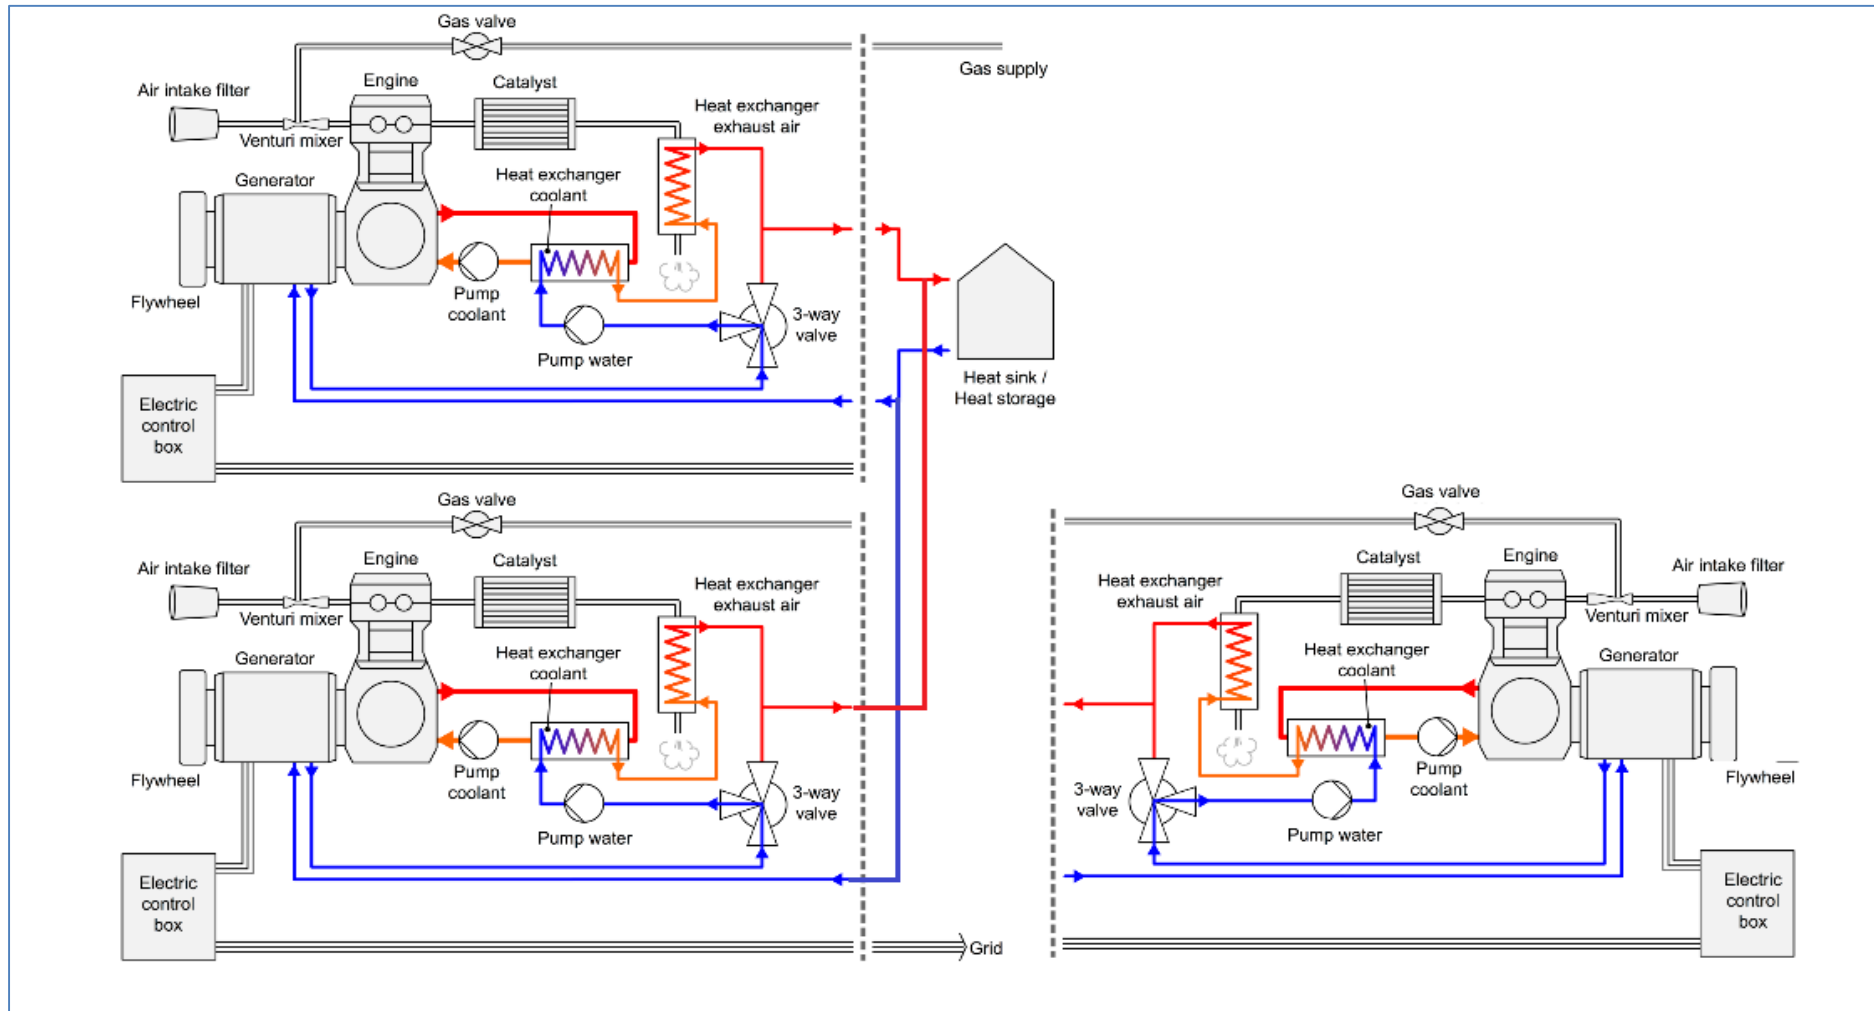 Gas valve
Gas supply
Air intake filter
Engine
Catalyst
Heat exchanger
exhaust air
Venturi mixer
Generator
Heat exchanger
coolant
Flywheel
Pump
coolant
3-way
valve
Pump water
Heat sink /
Heat storage
Electric
control
box
Gas valve
Air intake filter
Engine
Catalyst
Heat exchanger
exhaust air
Venturi mixer
Generator
Heat exchanger
coolant
Flywheel
Pump
coolant
3-way
valve
Pump water
Electric
control
box
Grid
Gas valve
Heat exchanger
exhaust air
Catalyst
Engine
Air intake filter
Venturi mixer
Heat exchanger
coolant
Generator
3-way
valve
Pump
coolant
Flywheel
Pump water
Electric
control
box